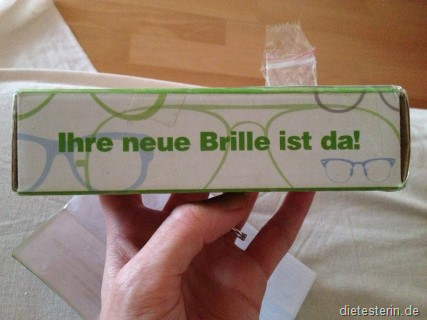 Ihre neue Brille ist da!
dietesterin.de